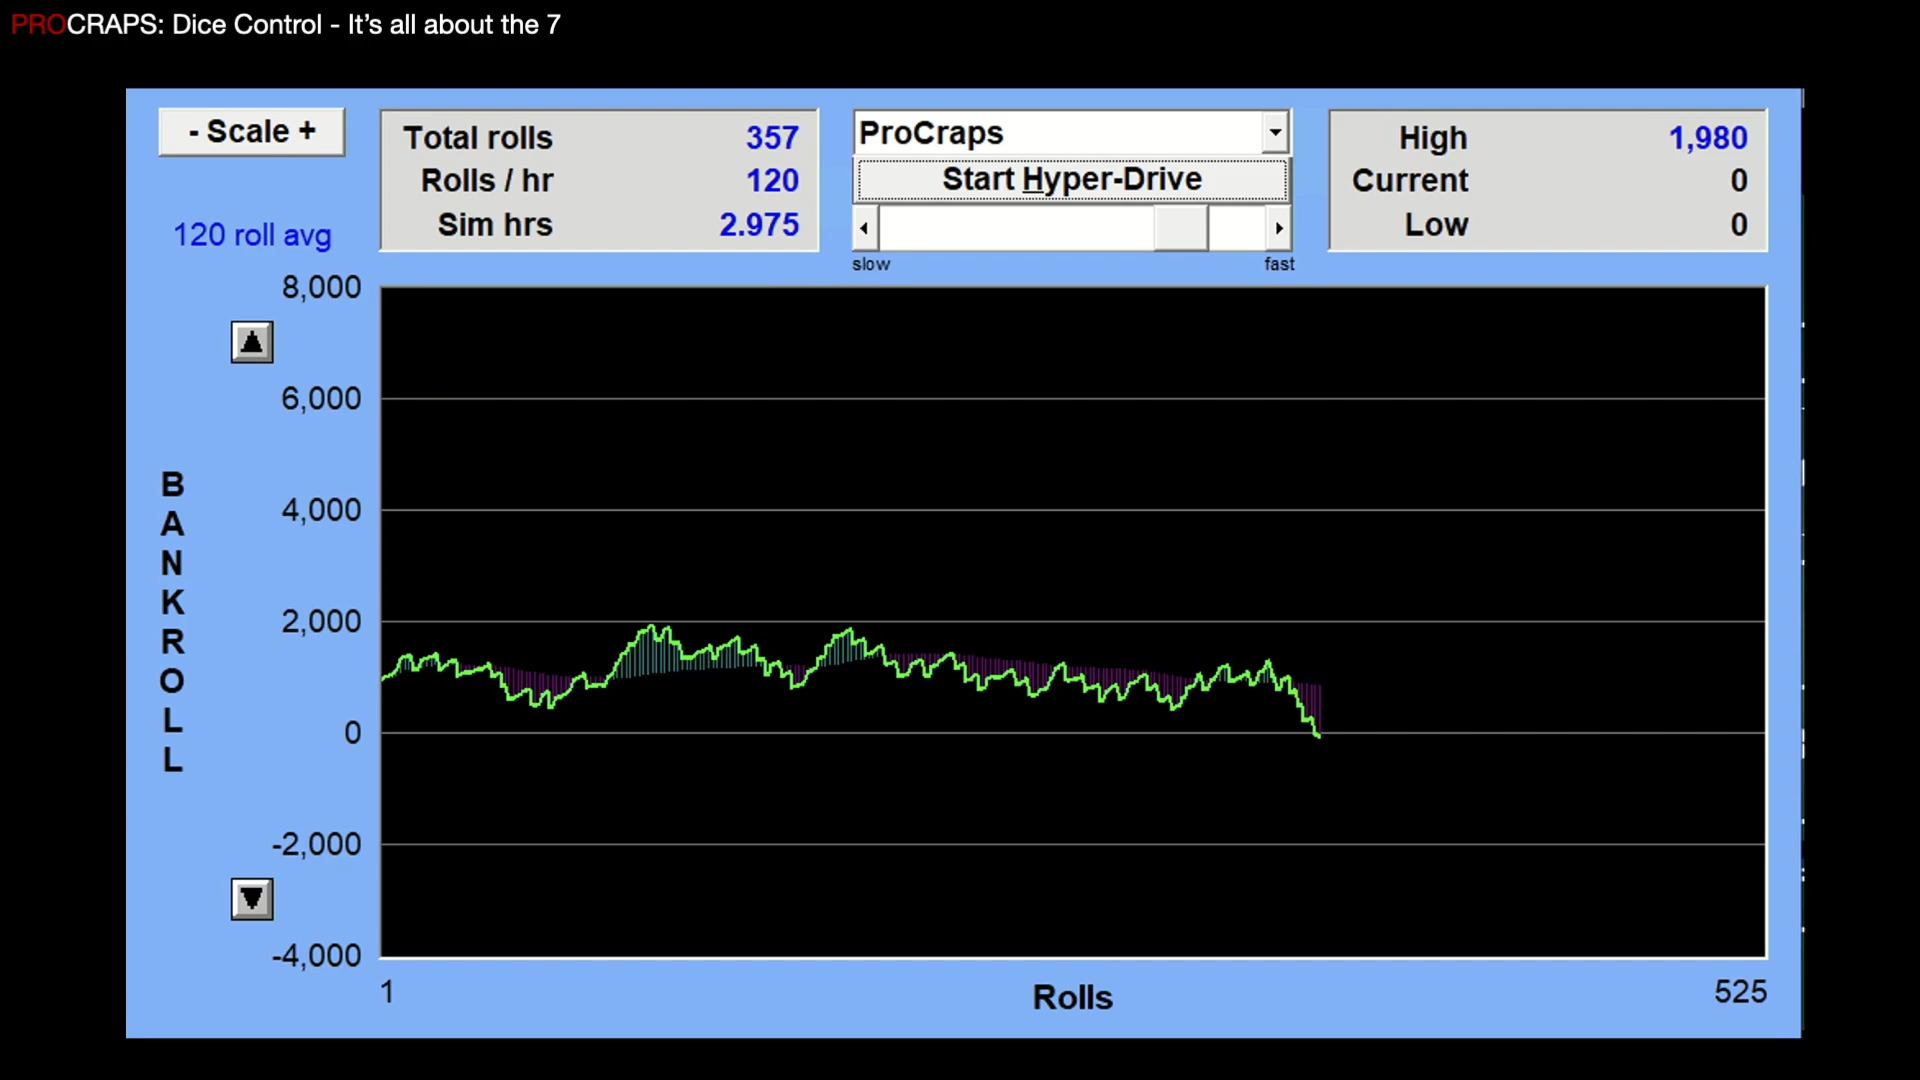 PROCRAPS: Dice Control - It's all about the 7
- Scale +
Total rolls 357
Rolls / hr 120
Sim hrs 2.975
ProCraps
Start Hyper-Drive
slow fast
High 1,980
Current 0
Low 0
120 roll avg
8,000
6,000
4,000
2,000
0
-2,000
-4,000
BANKROLL
1 Rolls 525